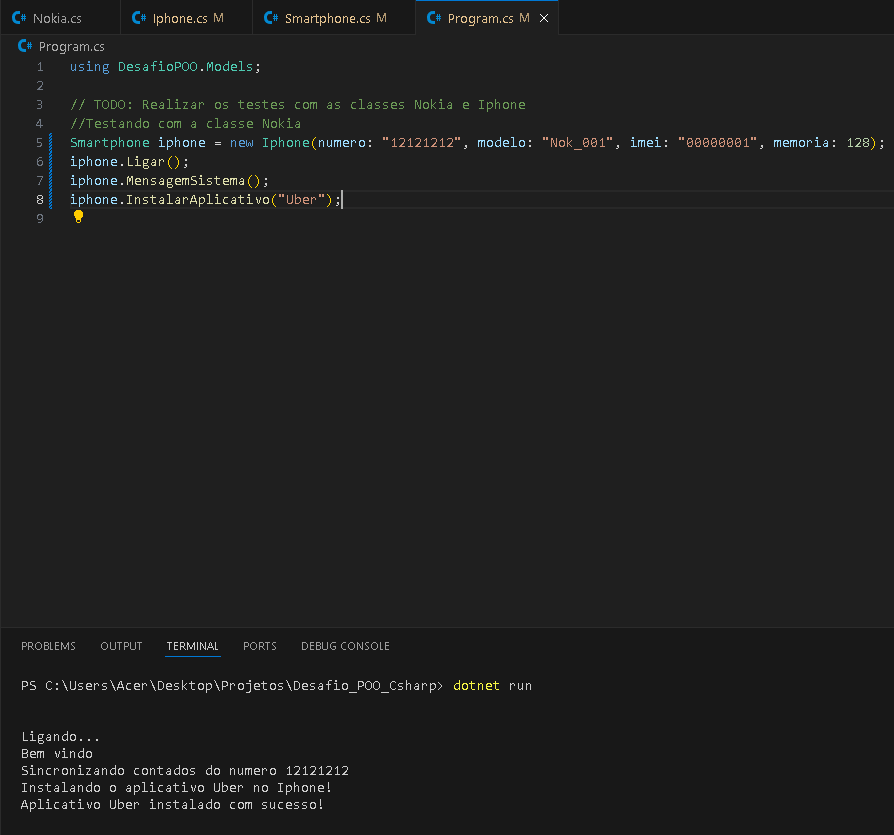 C# Nokia.cs C# Iphone.cs M C# Smartphone.cs M C# Program.cs M ×
C# Program.cs
1 using DesafioPOO.Models;
2
3 // TODO: Realizar os testes com as classes Nokia e Iphone
4 //Testando com a classe Nokia
5 Smartphone iphone = new Iphone(numero: "12121212", modelo: "Nok_001", imei: "00000001", memoria: 128);
6 iphone.Ligar();
7 iphone.MensagemSistema();
8 iphone.InstalarAplicativo("Uber");
9
PROBLEMS OUTPUT TERMINAL PORTS DEBUG CONSOLE
PS C:\Users\Acer\Desktop\Projetos\Desafio_POO_Csharp> dotnet run
Ligando...
Bem vindo
Sincronizando contados do numero 12121212
Instalando o aplicativo Uber no Iphone!
Aplicativo Uber instalado com sucesso!